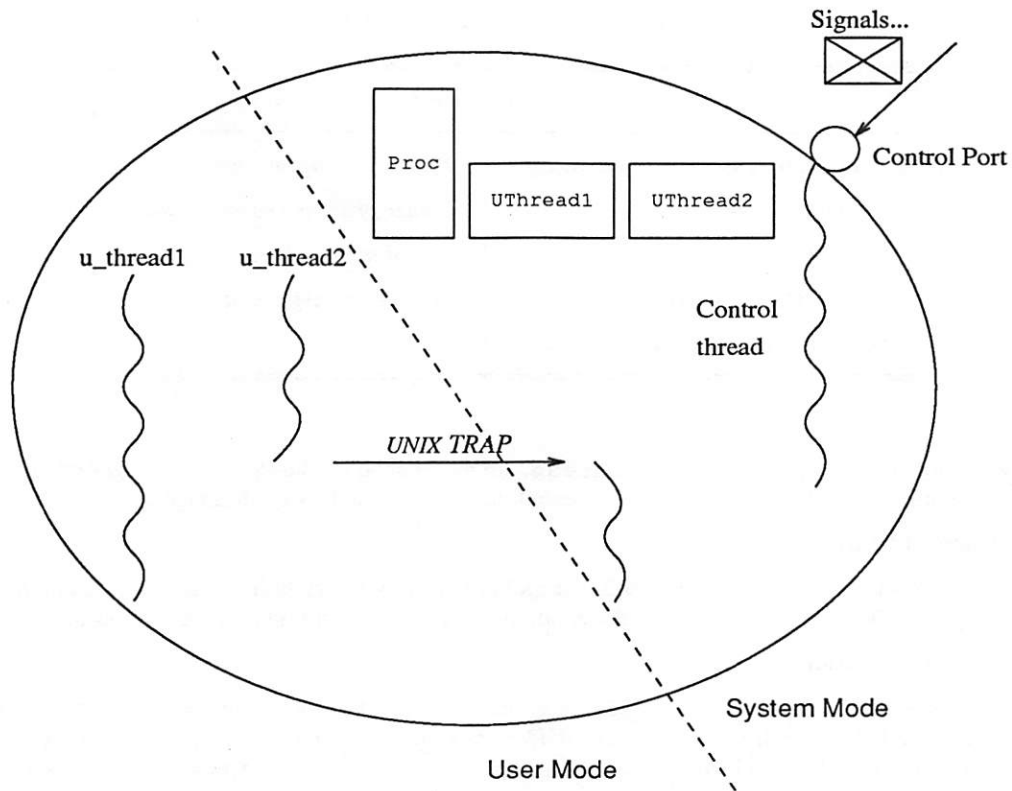 Signals...
Control Port
Proc
UThread1
UThread2
u_thread1
u_thread2
Control
thread
UNIX TRAP
System Mode
User Mode